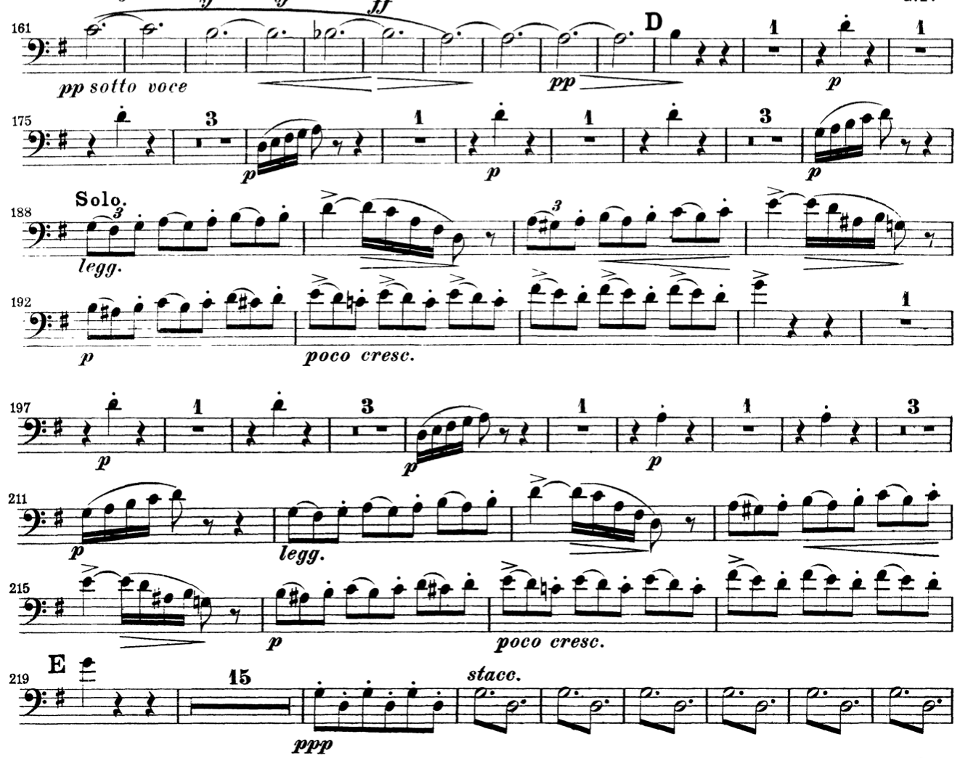 ff
161 D 1 1
pp sotto voce pp p
175 3 1 1 3
p p p
Solo.
188 3 3
legg.
192 1
p poco cresc.
197 1 3 1 1 3
p p p
211
p legg.
215
p poco cresc.
E stacc.
219 15
ppp